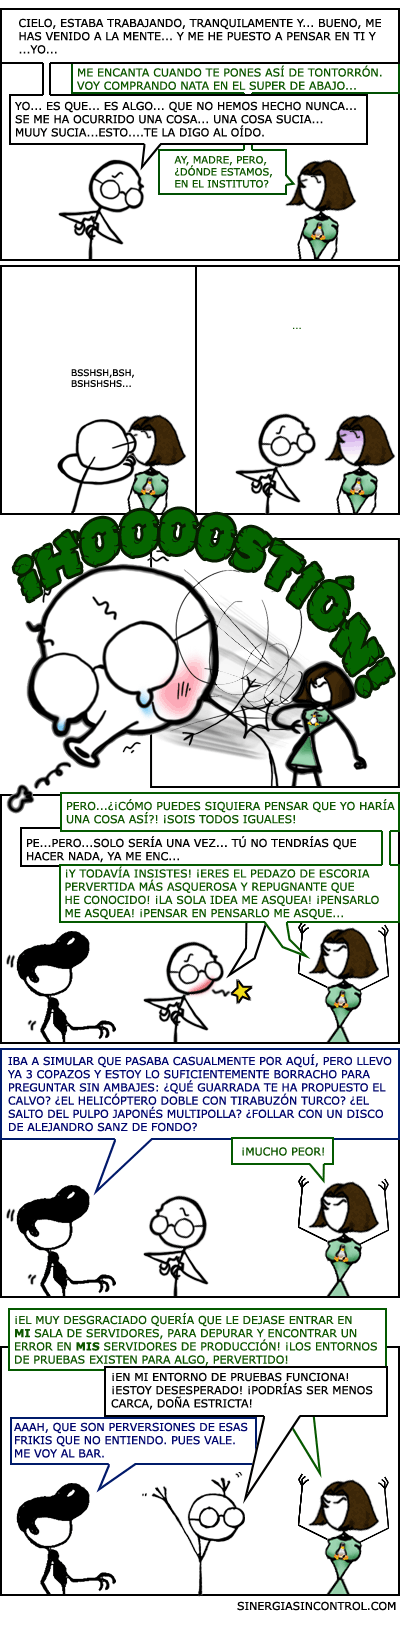 CIELO, ESTABA TRABAJANDO, TRANQUILAMENTE Y... BUENO, ME
HAS VENIDO A LA MENTE... Y ME HE PUESTO A PENSAR EN TI Y
...YO...
ME ENCANTA CUANDO TE PONES ASÍ DE TONTORRÓN.
VOY COMPRANDO NATA EN EL SUPER DE ABAJO...
YO... ES QUE... ES ALGO... QUE NO HEMOS HECHO NUNCA...
SE ME HA OCURRIDO UNA COSA... UNA COSA SUCIA...
MUUY SUCIA...ESTO....TE LA DIGO AL OÍDO.
AY, MADRE, PERO,
¿DÓNDE ESTAMOS,
EN EL INSTITUTO?
BSSHSH,BSH,
BSHSHSHS...
...
¡HOOOOSTIÓN!
PERO...¿¡CÓMO PUEDES SIQUIERA PENSAR QUE YO HARÍA
UNA COSA ASÍ?! ¡SOIS TODOS IGUALES!
PE...PERO...SOLO SERÍA UNA VEZ... TÚ NO TENDRÍAS QUE
HACER NADA, YA ME ENC...
¡Y TODAVÍA INSISTES! ¡ERES EL PEDAZO DE ESCORIA
PERVERTIDA MÁS ASQUEROSA Y REPUGNANTE QUE
HE CONOCIDO! ¡LA SOLA IDEA ME ASQUEA! ¡PENSARLO
ME ASQUEA! ¡PENSAR EN PENSARLO ME ASQUE...
IBA A SIMULAR QUE PASABA CASUALMENTE POR AQUÍ, PERO LLEVO
YA 3 COPAZOS Y ESTOY LO SUFICIENTEMENTE BORRACHO PARA
PREGUNTAR SIN AMBAJES: ¿QUÉ GUARRADA TE HA PROPUESTO EL
CALVO? ¿EL HELICÓPTERO DOBLE CON TIRABUZÓN TURCO? ¿EL
SALTO DEL PULPO JAPONÉS MULTIPOLLA? ¿FOLLAR CON UN DISCO
DE ALEJANDRO SANZ DE FONDO?
¡MUCHO PEOR!
¡EL MUY DESGRACIADO QUERÍA QUE LE DEJASE ENTRAR EN
MI SALA DE SERVIDORES, PARA DEPURAR Y ENCONTRAR UN
ERROR EN MIS SERVIDORES DE PRODUCCIÓN! ¡LOS ENTORNOS
DE PRUEBAS EXISTEN PARA ALGO, PERVERTIDO!
¡EN MI ENTORNO DE PRUEBAS FUNCIONA!
¡ESTOY DESESPERADO! ¡PODRÍAS SER MENOS
CARCA, DOÑA ESTRICTA!
AAAH, QUE SON PERVERSIONES DE ESAS
FRIKIS QUE NO ENTIENDO. PUES VALE.
ME VOY AL BAR.
SINERGIASINCONTROL.COM